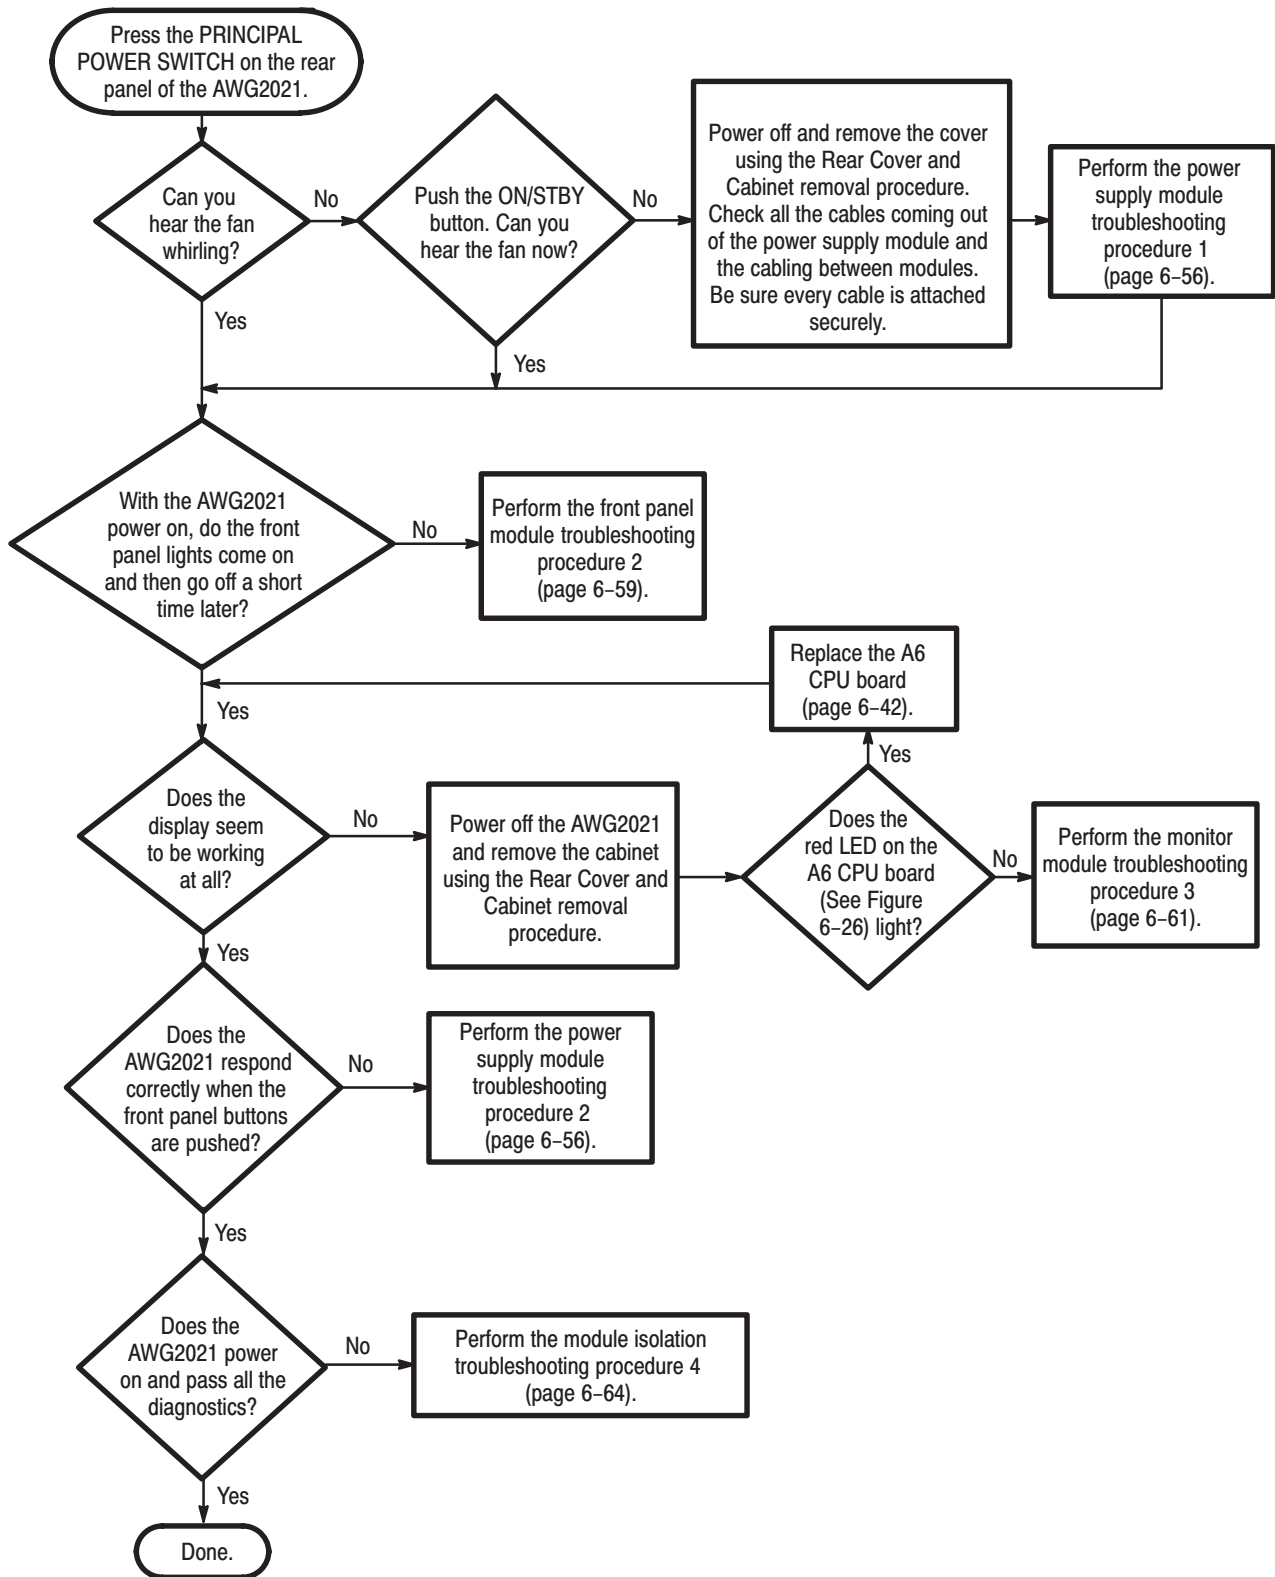 Press the PRINCIPAL
POWER SWITCH on the rear
panel of the AWG2021.
Can you
hear the fan
whirling?
No
Push the ON/STBY
button. Can you
hear the fan now?
No
Power off and remove the cover
using the Rear Cover and
Cabinet removal procedure.
Check all the cables coming out
of the power supply module and
the cabling between modules.
Be sure every cable is attached
securely.
Perform the power
supply module
troubleshooting
procedure 1
(page 6–56).
Yes
Yes
With the AWG2021
power on, do the front
panel lights come on
and then go off a short
time later?
No
Perform the front panel
module troubleshooting
procedure 2
(page 6–59).
Yes
Replace the A6
CPU board
(page 6–42).
Yes
Does the
display seem
to be working
at all?
No
Power off the AWG2021
and remove the cabinet
using the Rear Cover and
Cabinet removal
procedure.
Does the
red LED on the
A6 CPU board
(See Figure
6–26) light?
No
Perform the monitor
module troubleshooting
procedure 3
(page 6–61).
Yes
Does the
AWG2021 respond
correctly when the
front panel buttons
are pushed?
No
Perform the power
supply module
troubleshooting
procedure 2
(page 6–56).
Yes
Does the
AWG2021 power
on and pass all the
diagnostics?
No
Perform the module isolation
troubleshooting procedure 4
(page 6–64).
Yes
Done.